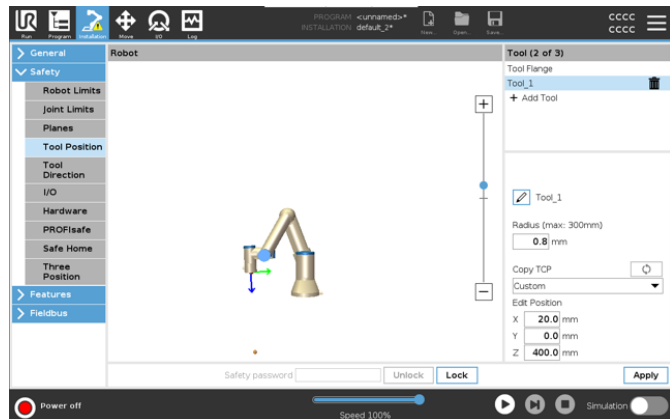 UR
PROGRAM <unnamed>*
INSTALLATION default_2*
CCCC
CCCC
Run Program Installation Move I/O Log New... Open... Save...
General
Safety
Robot Limits
Joint Limits
Planes
Tool Position
Tool
Direction
I/O
Hardware
PROFIsafe
Safe Home
Three
Position
Features
Fieldbus
Robot
Tool (2 of 3)
Tool Flange
Tool_1
+ Add Tool
Tool_1
Radius (max: 300mm)
0.8 mm
Copy TCP
Custom
Edit Position
X 20.0 mm
Y 0.0 mm
Z 400.0 mm
Safety password Unlock Lock Apply
Power off
Speed 100%
Simulation